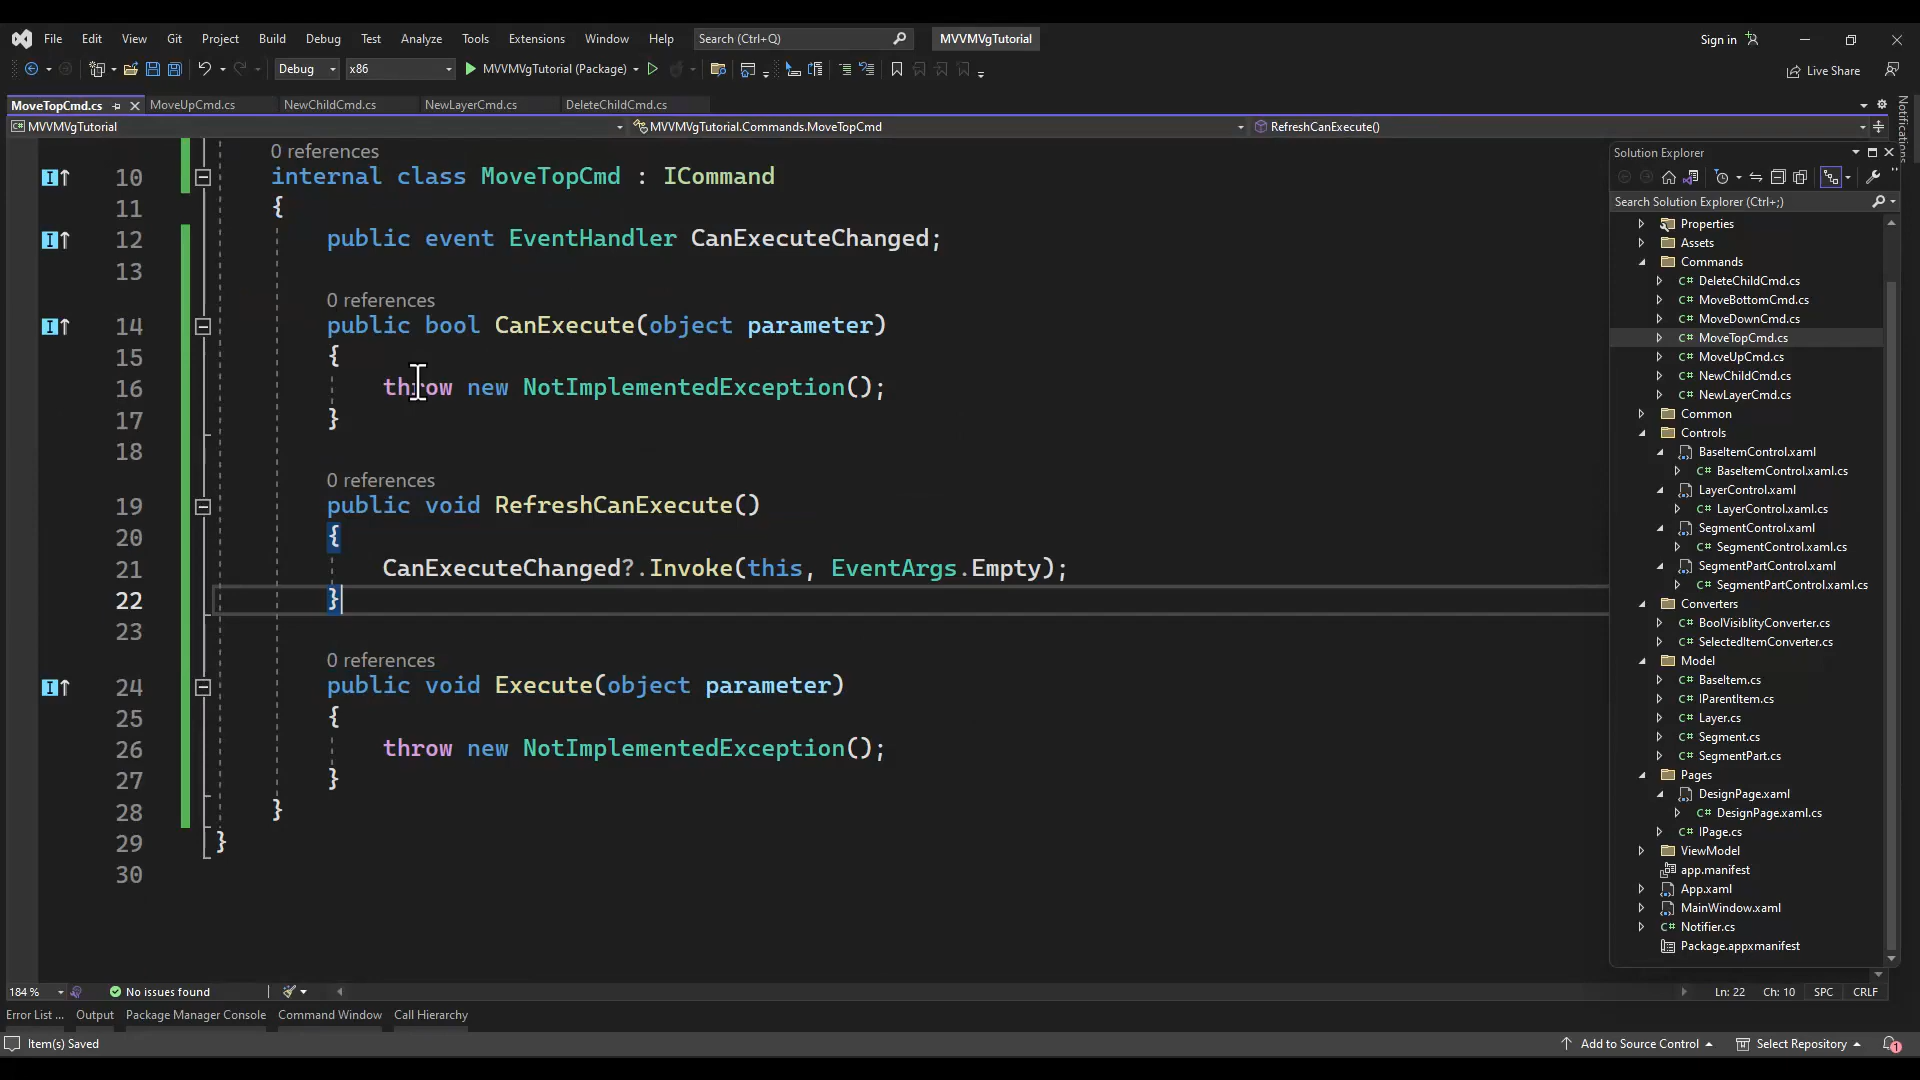 File Edit View Git Project Build Debug Test Analyze Tools Extensions Window Help Search (Ctrl+Q) MVVMVgTutorial Sign in
Debug x86 MVVMVgTutorial (Package) Live Share
MoveTopCmd.cs MoveUpCmd.cs NewChildCmd.cs NewLayerCmd.cs DeleteChildCmd.cs
MVVMVgTutorial MVVMVgTutorial.Commands.MoveTopCmd RefreshCanExecute()
0 references
10 internal class MoveTopCmd : ICommand
11 {
12 public event EventHandler CanExecuteChanged;
13
0 references
14 public bool CanExecute(object parameter)
15 {
16 throw new NotImplementedException();
17 }
18
0 references
19 public void RefreshCanExecute()
20 {
21 CanExecuteChanged?.Invoke(this, EventArgs.Empty);
22 }
23
0 references
24 public void Execute(object parameter)
25 {
26 throw new NotImplementedException();
27 }
28 }
29 }
30
Notifications
Solution Explorer
Search Solution Explorer (Ctrl+;)
Properties
Assets
Commands
C# DeleteChildCmd.cs
C# MoveBottomCmd.cs
C# MoveDownCmd.cs
C# MoveTopCmd.cs
C# MoveUpCmd.cs
C# NewChildCmd.cs
C# NewLayerCmd.cs
Common
Controls
BaseItemControl.xaml
C# BaseItemControl.xaml.cs
LayerControl.xaml
C# LayerControl.xaml.cs
SegmentControl.xaml
C# SegmentControl.xaml.cs
SegmentPartControl.xaml
C# SegmentPartControl.xaml.cs
Converters
C# BoolVisiblityConverter.cs
C# SelectedItemConverter.cs
Model
C# BaseItem.cs
C# IParentItem.cs
C# Layer.cs
C# Segment.cs
C# SegmentPart.cs
Pages
DesignPage.xaml
C# DesignPage.xaml.cs
C# IPage.cs
ViewModel
app.manifest
App.xaml
MainWindow.xaml
C# Notifier.cs
Package.appxmanifest
184 % No issues found Ln: 22 Ch: 10 SPC CRLF
Error List ... Output Package Manager Console Command Window Call Hierarchy
Item(s) Saved Add to Source Control Select Repository 1